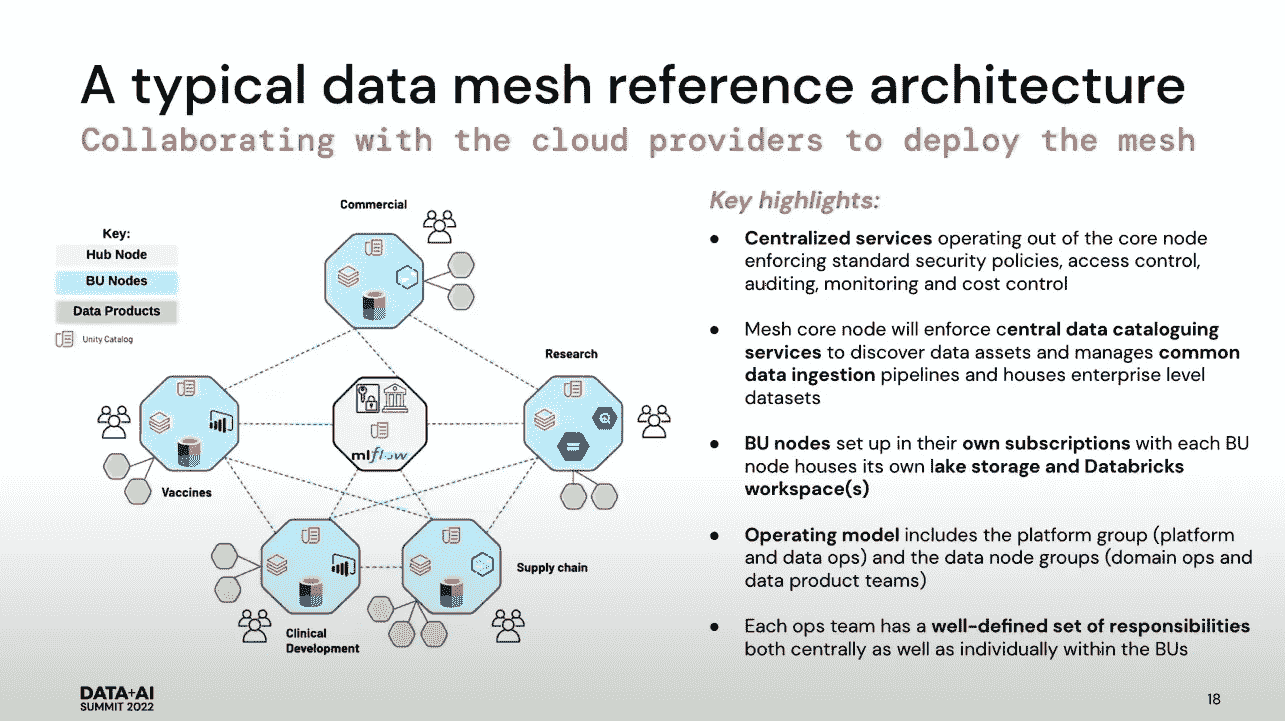 A typical data mesh reference architecture
Collaborating with the cloud providers to deploy the mesh
Key:
Hub Node
BU Nodes
Data Products
Unity Catalog
Commercial
Research
Vaccines
mlflow
Supply chain
Clinical
Development
Key highlights:
● Centralized services operating out of the core node
enforcing standard security policies, access control,
auditing, monitoring and cost control
● Mesh core node will enforce central data cataloguing
services to discover data assets and manages common
data ingestion pipelines and houses enterprise level
datasets
● BU nodes set up in their own subscriptions with each BU
node houses its own lake storage and Databricks
workspace(s)
● Operating model includes the platform group (platform
and data ops) and the data node groups (domain ops and
data product teams)
● Each ops team has a well-defined set of responsibilities
both centrally as well as individually within the BUs
DATA+AI
SUMMIT 2022
18